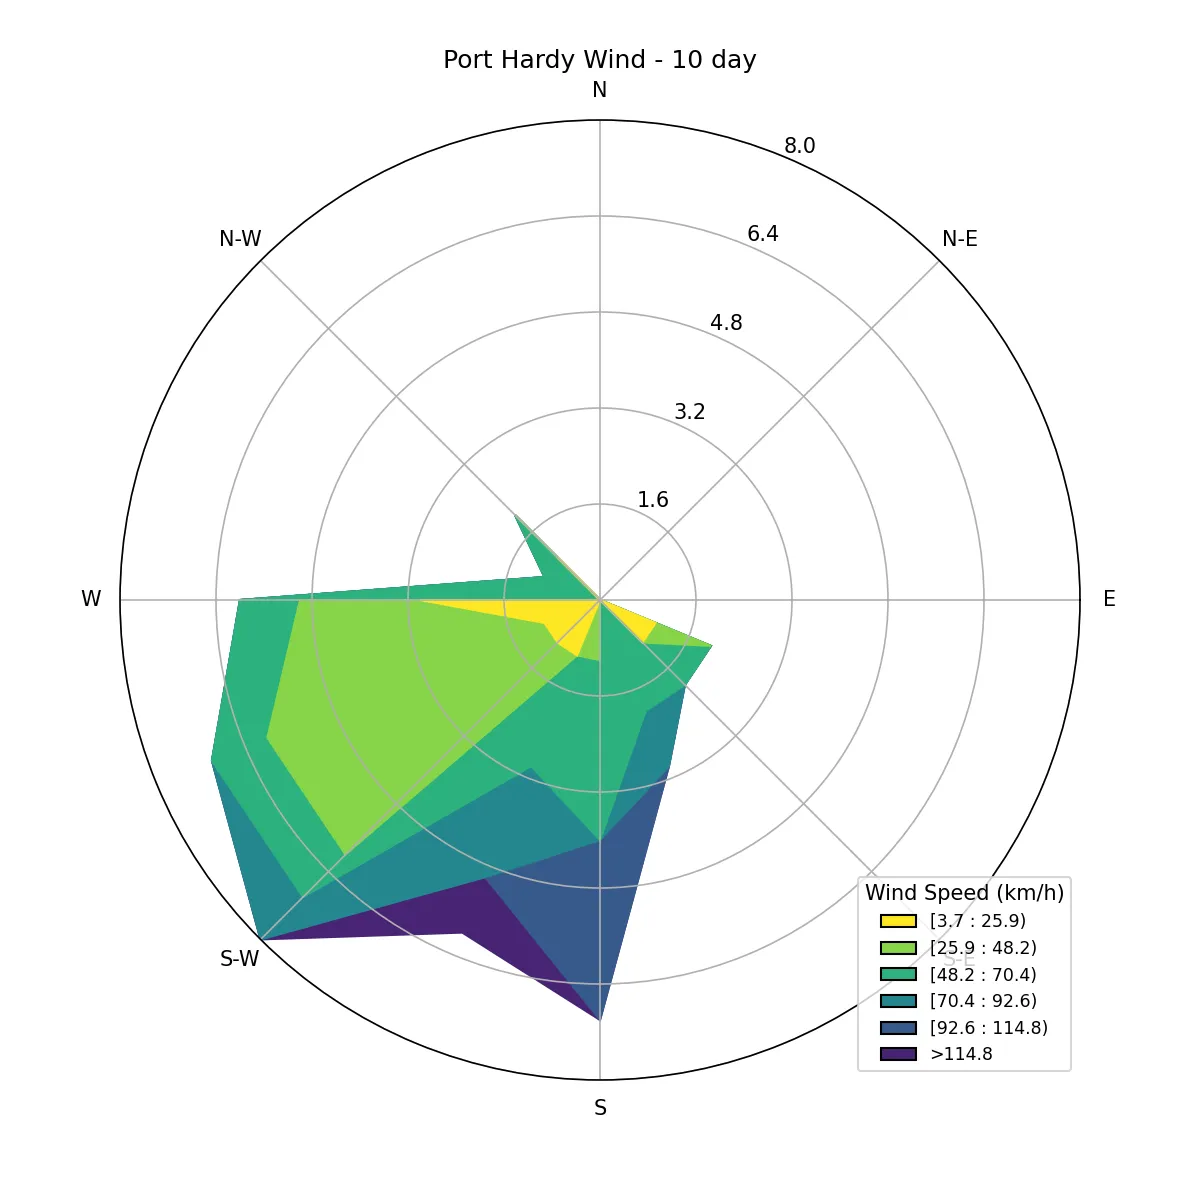 Port Hardy Wind - 10 day
N
8.0
N-W
6.4
N-E
4.8
3.2
1.6
W
E
Wind Speed (km/h)
[3.7 : 25.9)
[25.9 : 48.2)
S-W
S-E
[48.2 : 70.4)
[70.4 : 92.6)
[92.6 : 114.8)
>114.8
S